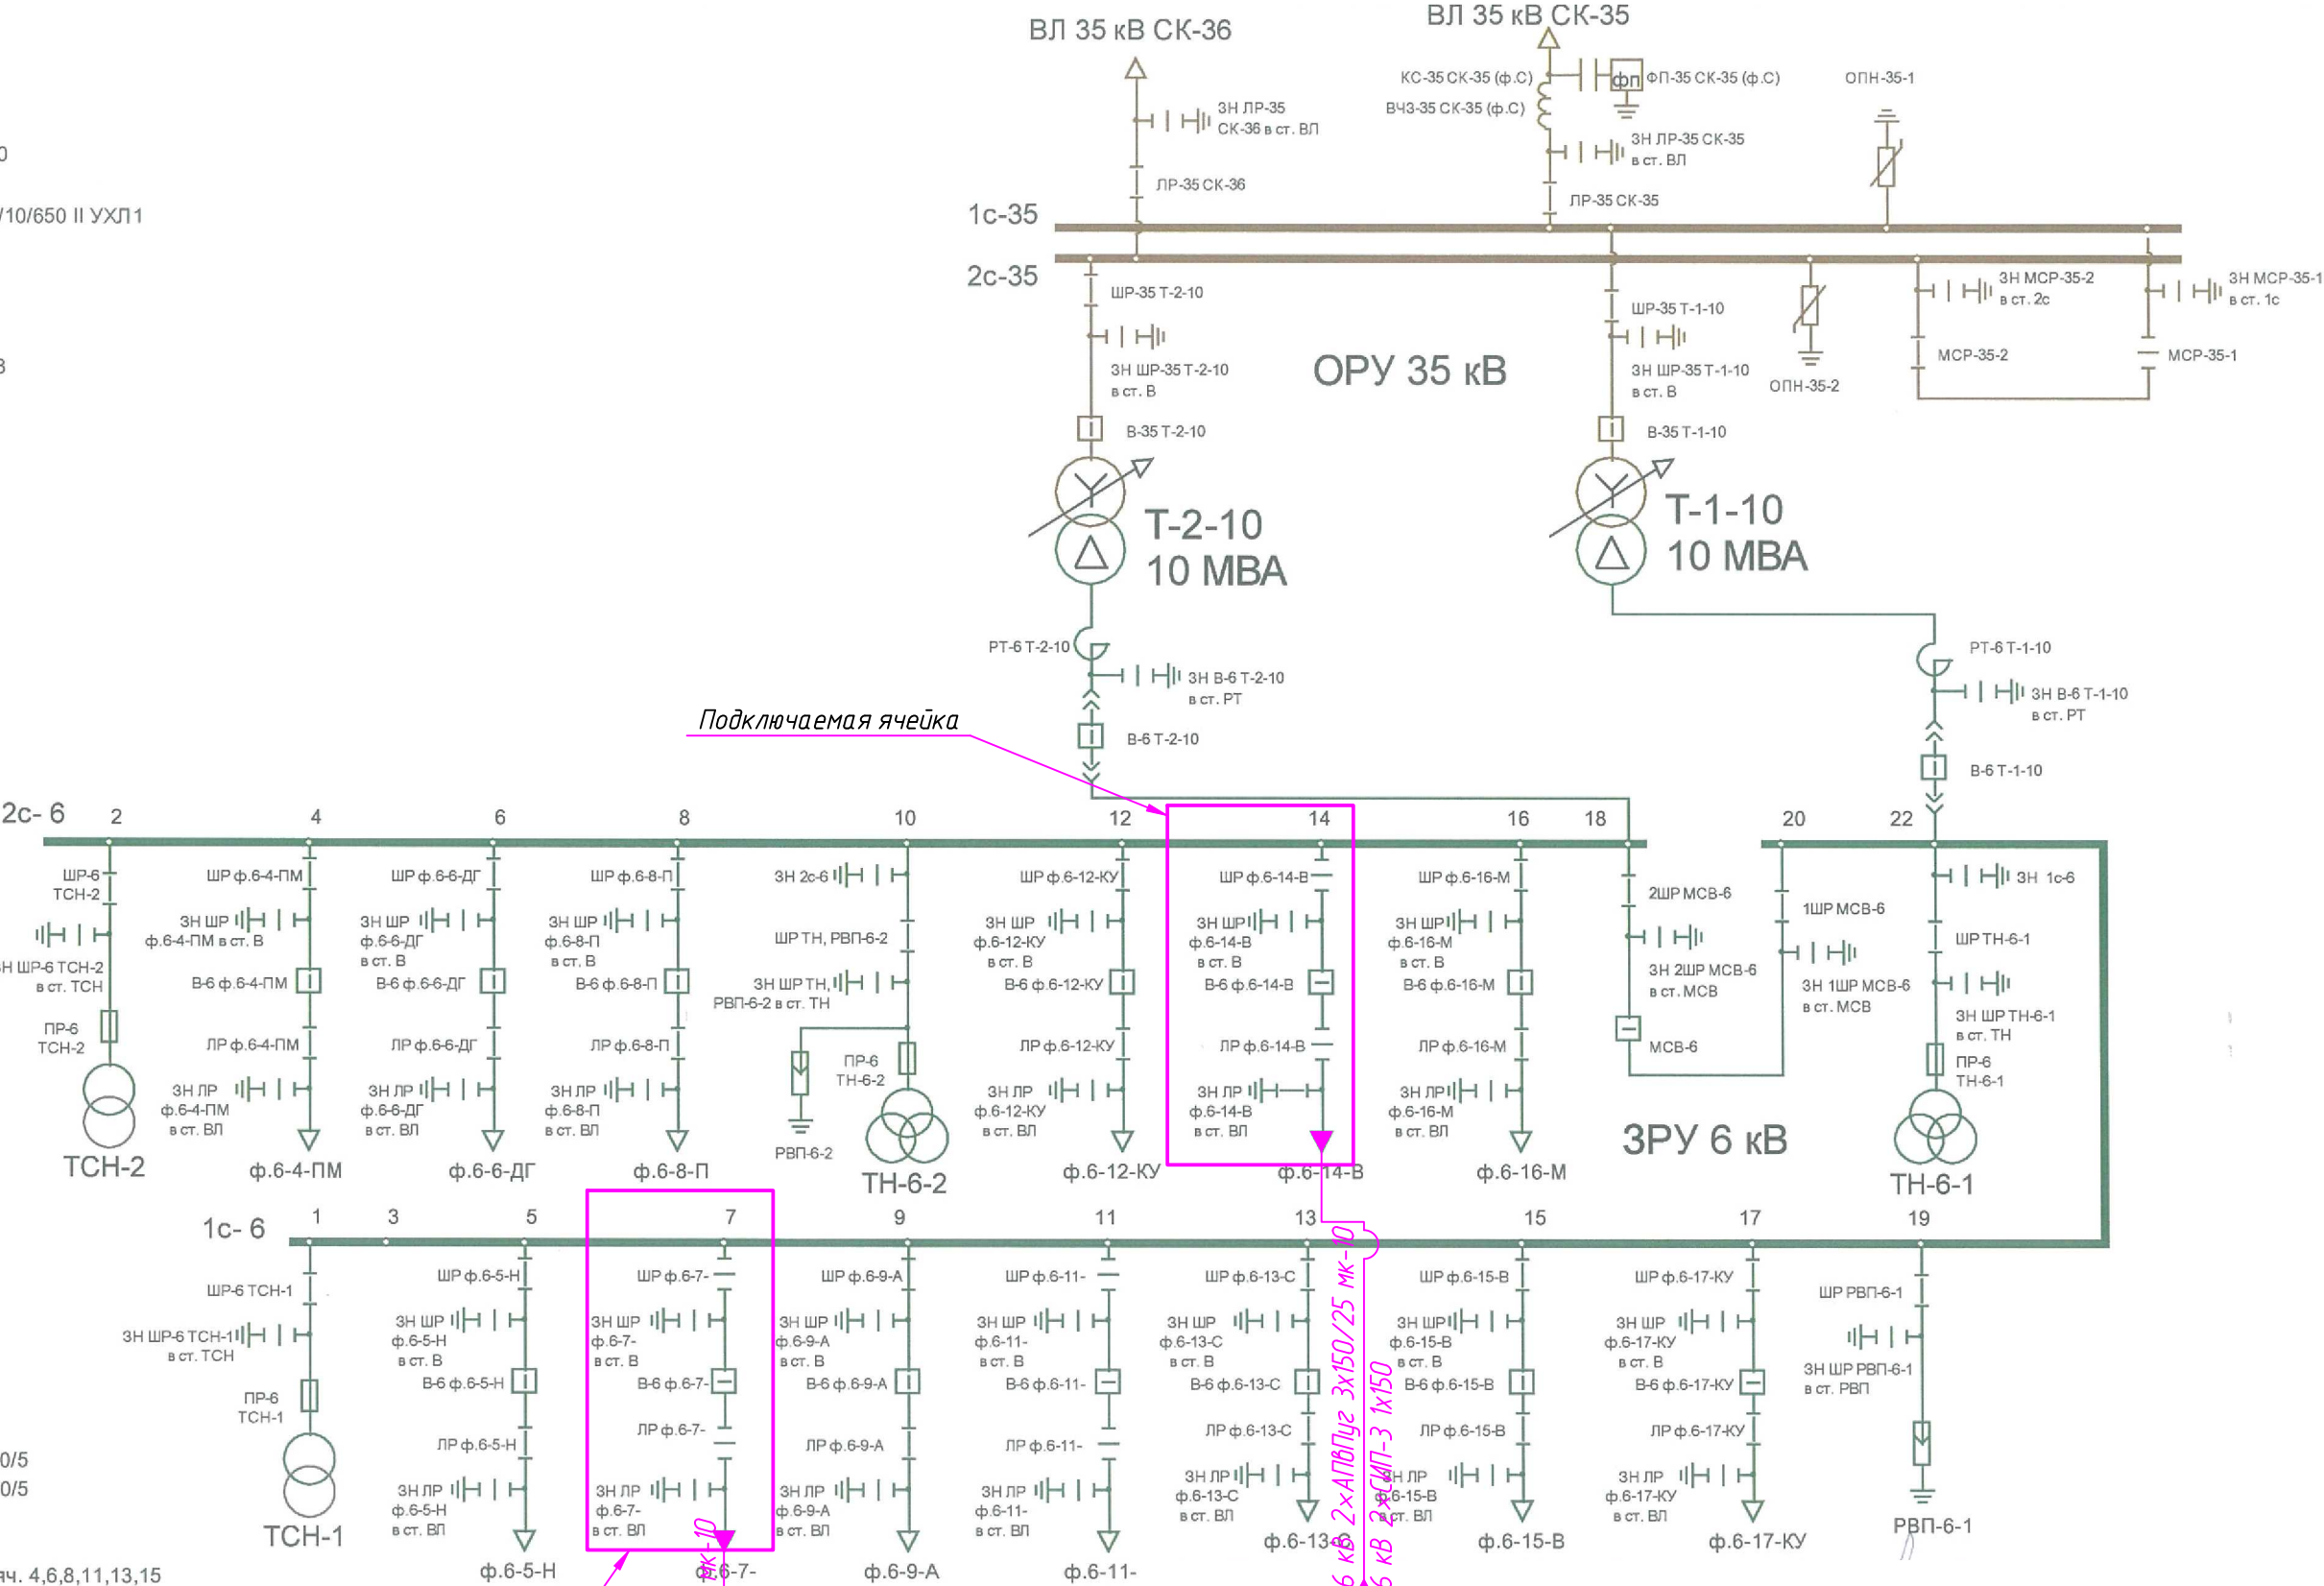 ВЛ 35 кВ СК-36
ВЛ 35 кВ СК-35
КС-35 СК-35 (ф.С)
фп
ФП-35 СК-35 (ф.С)
ВЧЗ-35 СК-35 (ф.С)
ОПН-35-1
ЗН ЛР-35
СК-36 в ст. ВЛ
ЗН ЛР-35 СК-35
в ст. ВЛ
0
ЛР-35 СК-36
ЛР-35 СК-35
/10/650 II УХЛ1
1с-35
2с-35
ШР-35 Т-2-10
ШР-35 Т-1-10
ЗН МСР-35-2
в ст. 2с
ЗН МСР-35-1
в ст. 1с
ЗН ШР-35 Т-2-10
в ст. В
ОРУ 35 кВ
ЗН ШР-35 Т-1-10
в ст. В
ОПН-35-2
МСР-35-2
МСР-35-1
В-35 Т-2-10
В-35 Т-1-10
Т-2-10
10 МВА
Т-1-10
10 МВА
РТ-6 Т-2-10
РТ-6 Т-1-10
ЗН В-6 Т-2-10
в ст. РТ
ЗН В-6 Т-1-10
в ст. РТ
Подключаемая ячейка
В-6 Т-2-10
В-6 Т-1-10
2с- 6 2 4 6 8 10 12 14 16 18 20 22
ШР-6
ТСН-2
ЗН ШР-6 ТСН-2
в ст. ТСН
ПР-6
ТСН-2
ТСН-2
ШР ф.6-4-ПМ
ЗН ШР
ф.6-4-ПМ в ст. В
В-6 ф.6-4-ПМ
ЛР ф.6-4-ПМ
ЗН ЛР
ф.6-4-ПМ
в ст. ВЛ
ф.6-4-ПМ
ШР ф.6-6-ДГ
ЗН ШР
ф.6-6-ДГ
в ст. В
В-6 ф.6-6-ДГ
ЛР ф.6-6-ДГ
ЗН ЛР
ф.6-6-ДГ
в ст. ВЛ
ф.6-6-ДГ
ШР ф.6-8-П
ЗН ШР
ф.6-8-П
в ст. В
В-6 ф.6-8-П
ЛР ф.6-8-П
ЗН ЛР
ф.6-8-П
в ст. ВЛ
ф.6-8-П
ЗН 2с-6
ШР ТН, РВП-6-2
ЗН ШР ТН,
РВП-6-2 в ст. ТН
ПР-6
ТН-6-2
РВП-6-2
ТН-6-2
ШР ф.6-12-КУ
ЗН ШР
ф.6-12-КУ
в ст. В
В-6 ф.6-12-КУ
ЛР ф.6-12-КУ
ЗН ЛР
ф.6-12-КУ
в ст. ВЛ
ф.6-12-КУ
ШР ф.6-14-В
ЗН ШР
ф.6-14-В
в ст. В
В-6 ф.6-14-В
ЛР ф.6-14-В
ЗН ЛР
ф.6-14-В
в ст. ВЛ
ф.6-14-В
ШР ф.6-16-М
ЗН ШР
ф.6-16-М
в ст. В
В-6 ф.6-16-М
ЛР ф.6-16-М
ЗН ЛР
ф.6-16-М
в ст. ВЛ
ф.6-16-М
2ШР МСВ-6
ЗН 2ШР МСВ-6
в ст. МСВ
МСВ-6
1ШР МСВ-6
ЗН 1ШР МСВ-6
в ст. МСВ
ЗРУ 6 кВ
ЗН 1с-6
ШР ТН-6-1
ЗН ШР ТН-6-1
в ст. ТН
ПР-6
ТН-6-1
ТН-6-1
1с- 6 1 3 5 7 9 11 13 15 17 19
ШР-6 ТСН-1
ЗН ШР-6 ТСН-1
в ст. ТСН
ПР-6
ТСН-1
ТСН-1
ШР ф.6-5-Н
ЗН ШР
ф.6-5-Н
в ст. В
В-6 ф.6-5-Н
ЛР ф.6-5-Н
ЗН ЛР
ф.6-5-Н
в ст. ВЛ
ф.6-5-Н
ШР ф.6-7-
ЗН ШР
ф.6-7-
в ст. В
В-6 ф.6-7-
ЛР ф.6-7-
ЗН ЛР
ф.6-7-
в ст. ВЛ
мк-10
ф.6-7-
ШР ф.6-9-А
ЗН ШР
ф.6-9-А
в ст. В
В-6 ф.6-9-А
ЛР ф.6-9-А
ЗН ЛР
ф.6-9-А
в ст. ВЛ
ф.6-9-А
ШР ф.6-11-
ЗН ШР
ф.6-11-
в ст. В
В-6 ф.6-11-
ЛР ф.6-11-
ЗН ЛР
ф.6-11-
в ст. ВЛ
ф.6-11-
ШР ф.6-13-С
ЗН ШР
ф.6-13-С
в ст. В
В-6 ф.6-13-С
ЛР ф.6-13-С
ЗН ЛР
ф.6-13-С
в ст. ВЛ
ф.6-13-С
6 кВ 2хАПвПуг 3х150/25 мк-10
6 кВ 2хСИП-3 1х150
ШР ф.6-15-В
ЗН ШР
ф.6-15-В
в ст. В
В-6 ф.6-15-В
ЛР ф.6-15-В
ЗН ЛР
ф.6-15-В
в ст. ВЛ
ф.6-15-В
ШР ф.6-17-КУ
ЗН ШР
ф.6-17-КУ
в ст. В
В-6 ф.6-17-КУ
ЛР ф.6-17-КУ
ЗН ЛР
ф.6-17-КУ
в ст. ВЛ
ф.6-17-КУ
ШР РВП-6-1
ЗН ШР РВП-6-1
в ст. РВП
РВП-6-1
0/5
0/5
яч. 4,6,8,11,13,15